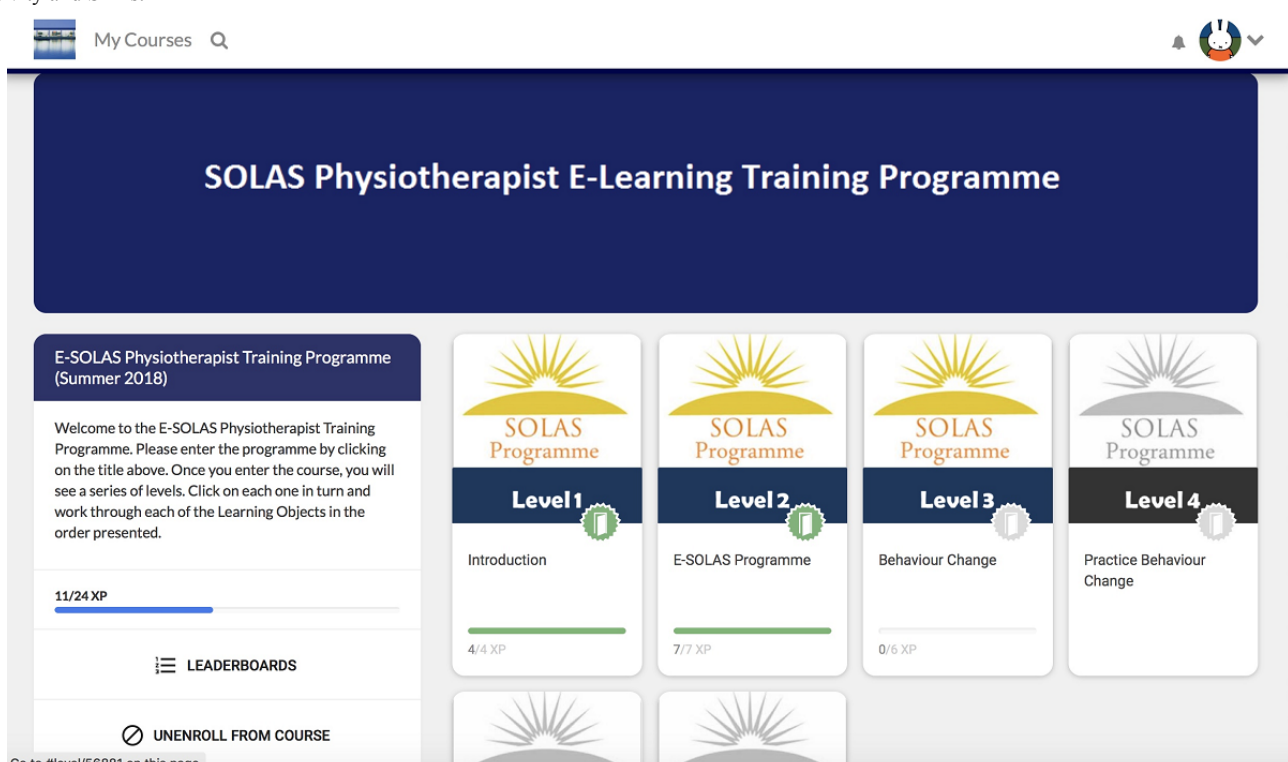 My Courses
SOLAS Physiotherapist E-Learning Training Programme
E-SOLAS Physiotherapist Training Programme
(Summer 2018)
Welcome to the E-SOLAS Physiotherapist Training
Programme. Please enter the programme by clicking
on the title above. Once you enter the course, you will
see a series of levels. Click on each one in turn and
work through each of the Learning Objects in the
order presented.
11/24 XP
LEADERBOARDS
UNENROLL FROM COURSE
SOLAS
Programme
Level 1
Introduction
4/4 XP
SOLAS
Programme
Level 2
E-SOLAS Programme
7/7 XP
SOLAS
Programme
Level 3
Behaviour Change
0/6 XP
SOLAS
Programme
Level 4
Practice Behaviour
Change